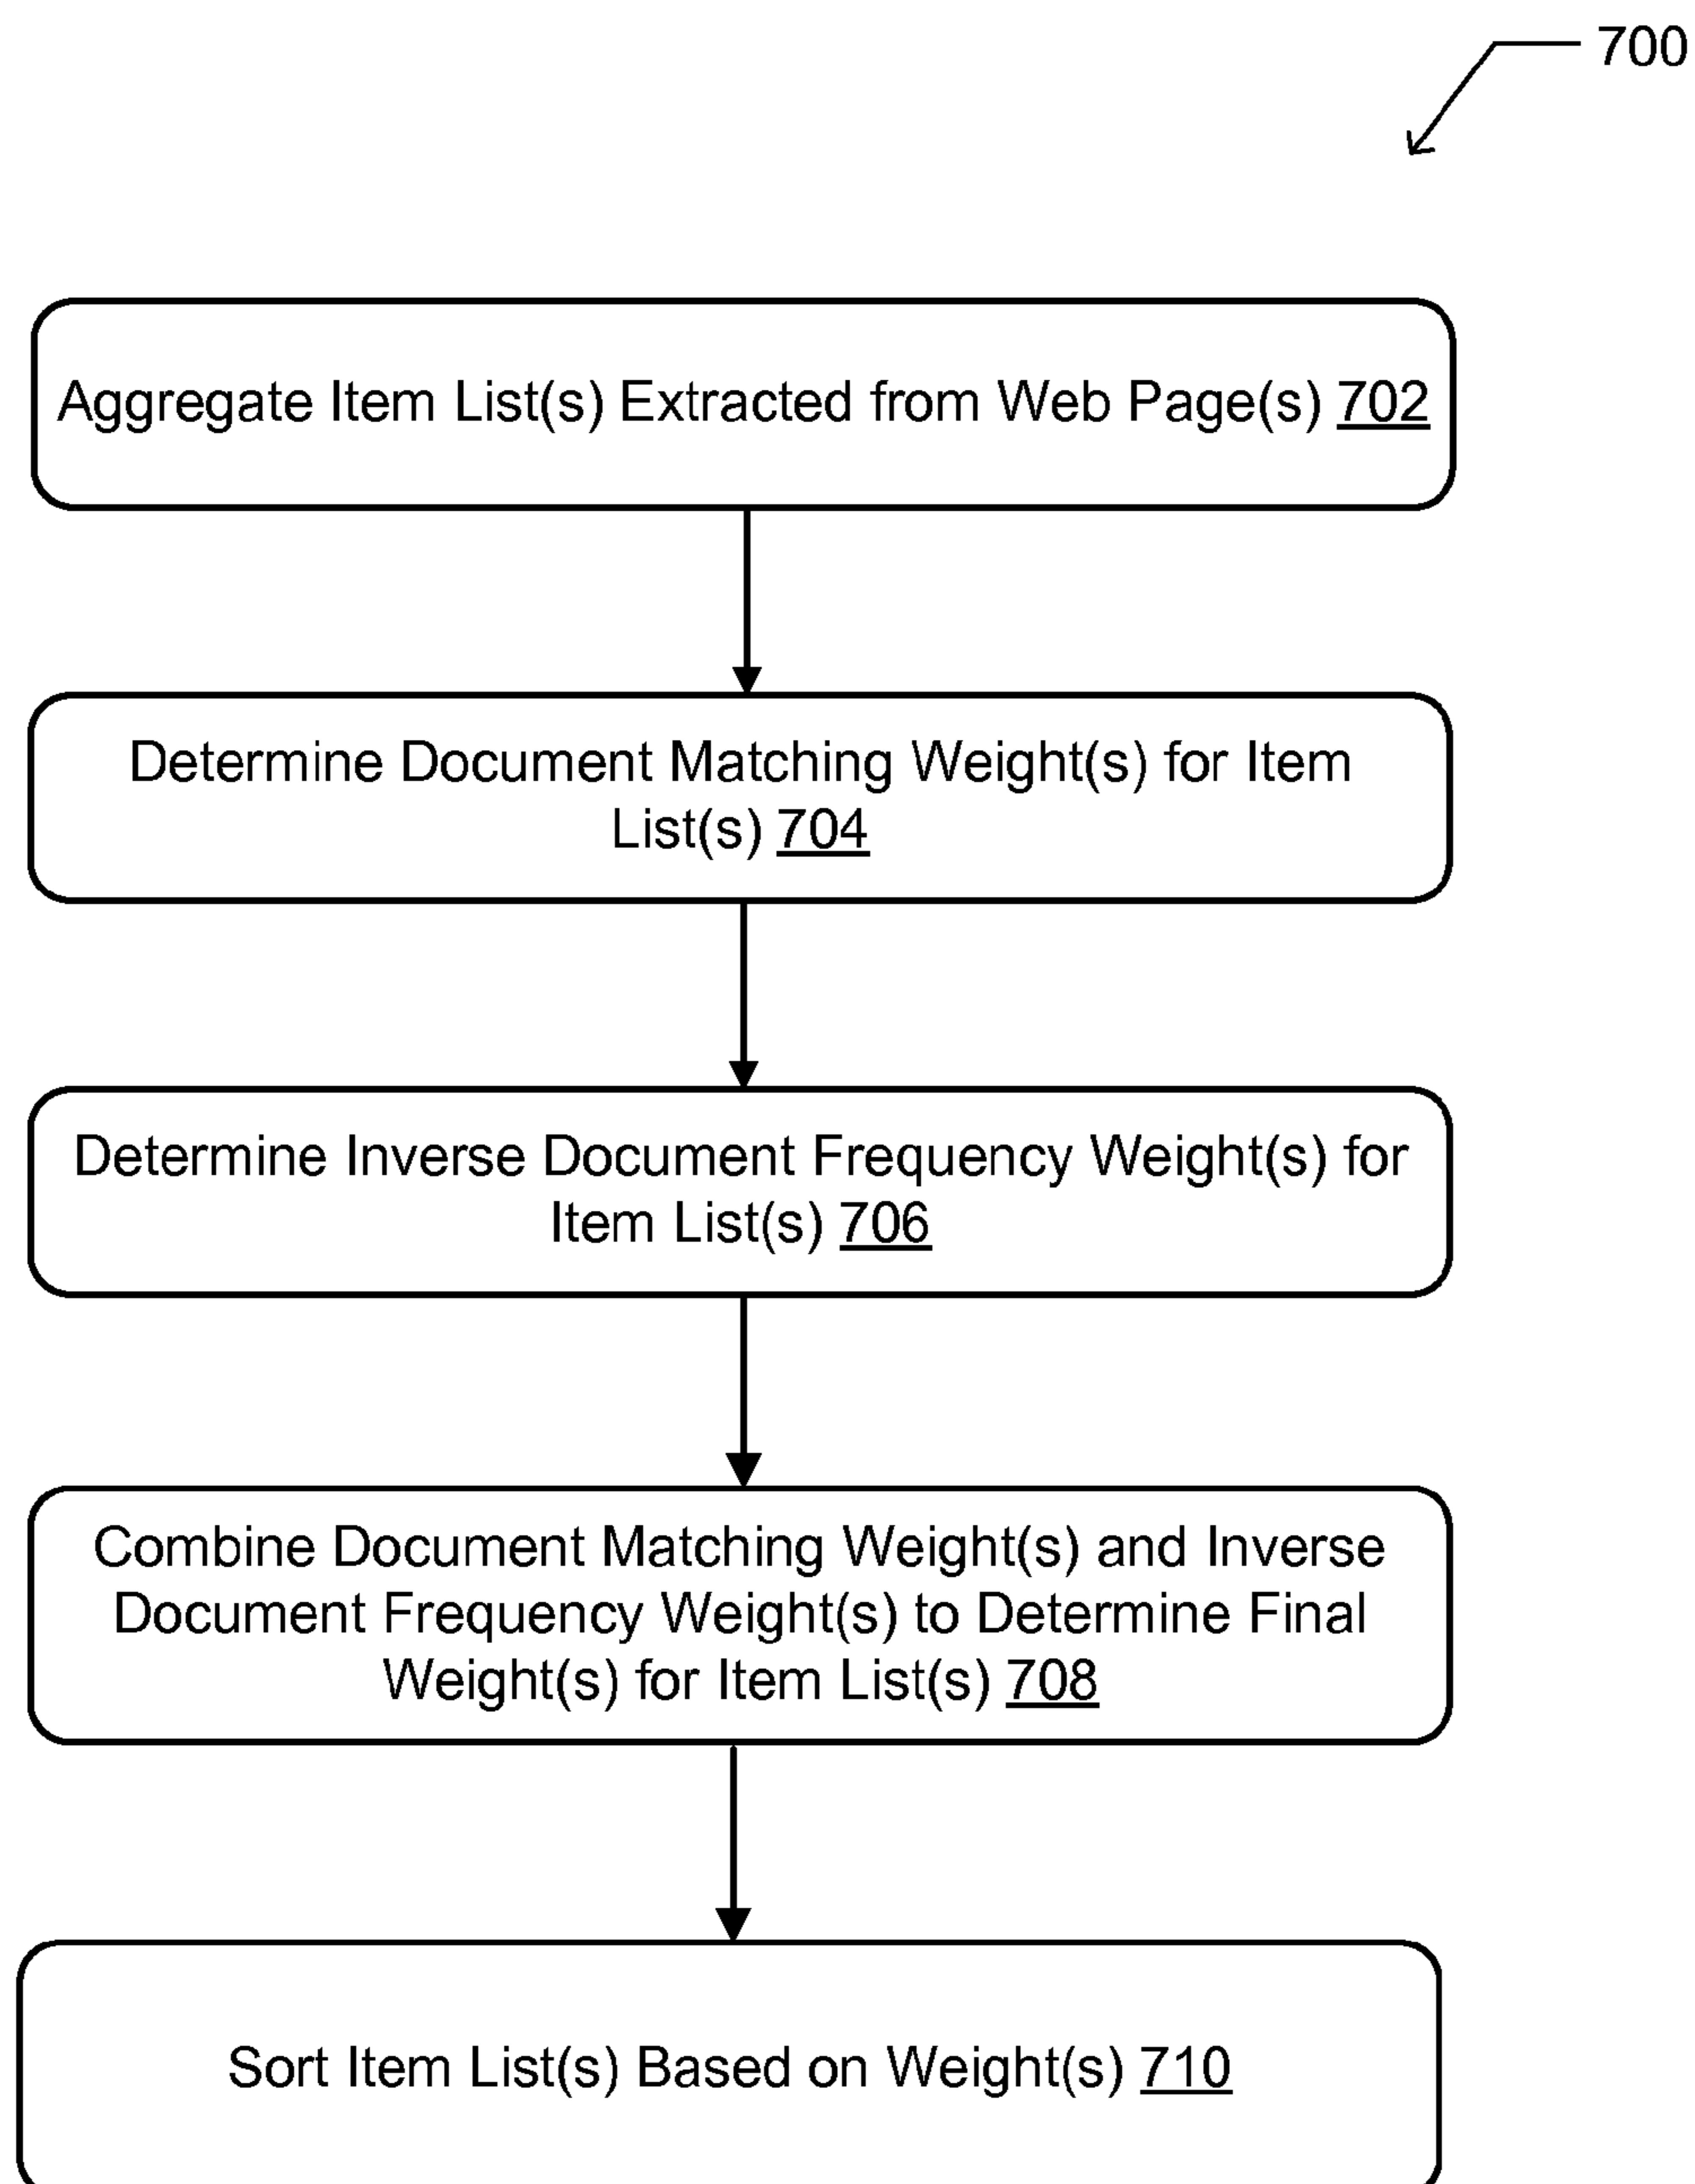 700
Aggregate Item List(s) Extracted from Web Page(s) 702
Determine Document Matching Weight(s) for Item
List(s) 704
Determine Inverse Document Frequency Weight(s) for
Item List(s) 706
Combine Document Matching Weight(s) and Inverse
Document Frequency Weight(s) to Determine Final
Weight(s) for Item List(s) 708
Sort Item List(s) Based on Weight(s) 710